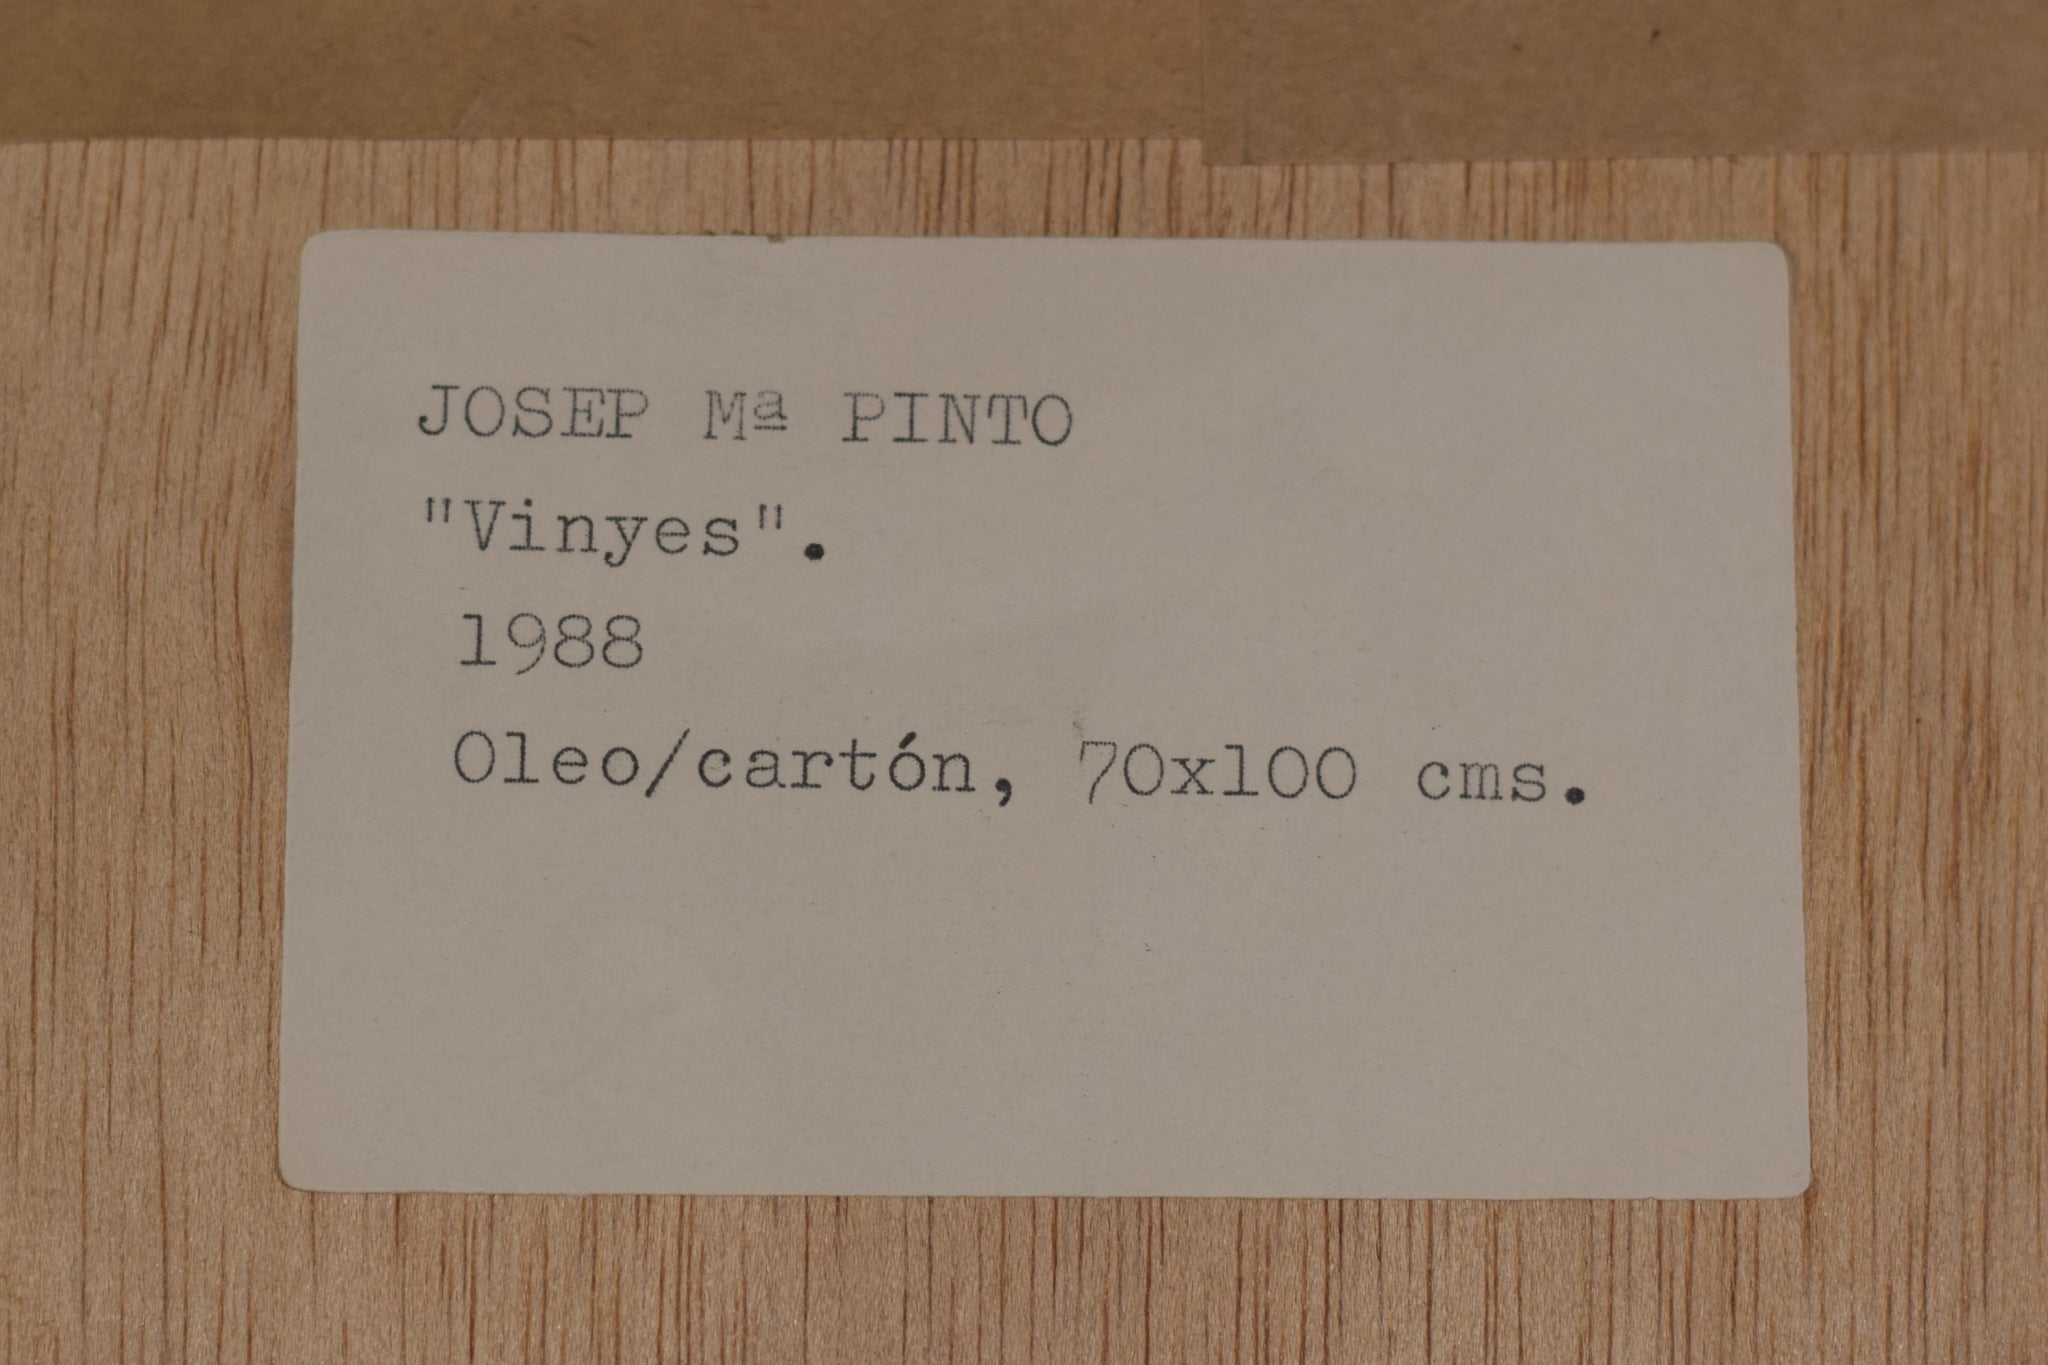 JOSEP Mª PINTO
"Vinyes".
1988
Oleo/cartón, 70x100 cms.